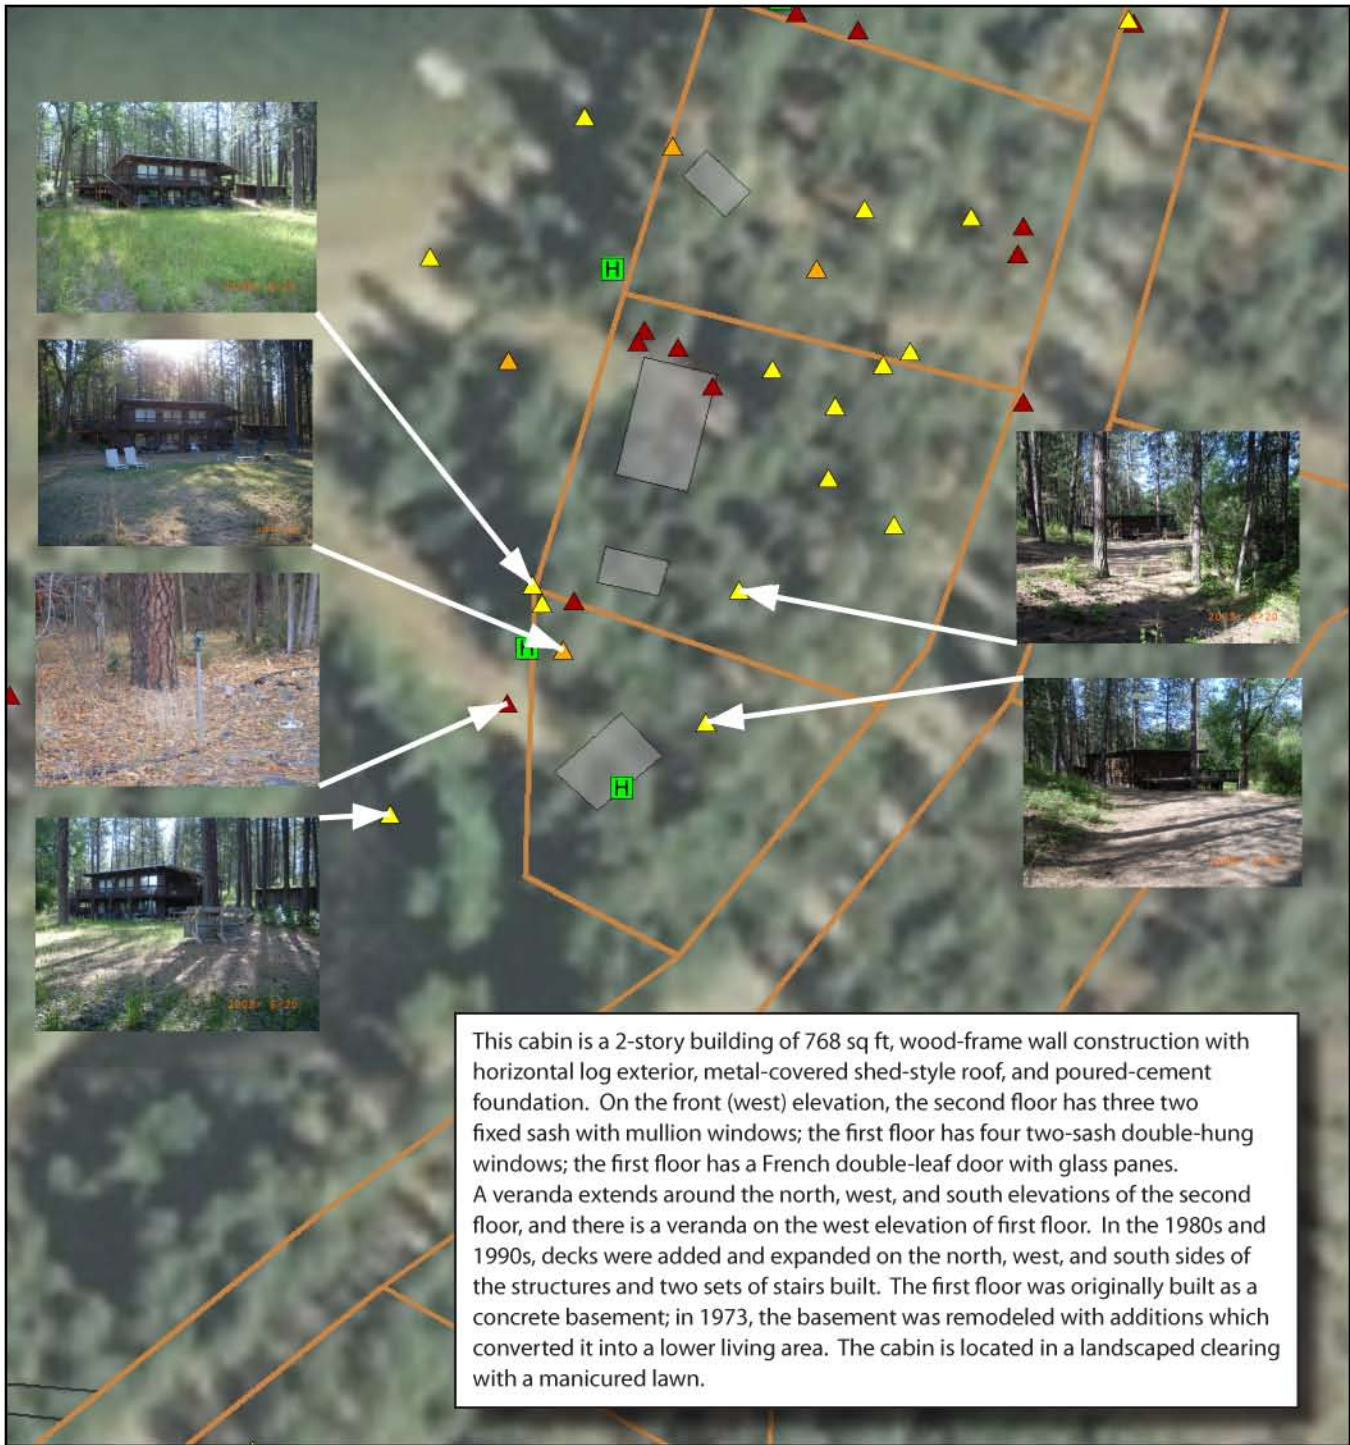 H
H
H
2008/ 6/20
2008/ 6/20
This cabin is a 2-story building of 768 sq ft, wood-frame wall construction with
horizontal log exterior, metal-covered shed-style roof, and poured-cement
foundation.  On the front (west) elevation, the second floor has three two
fixed sash with mullion windows; the first floor has four two-sash double-hung
windows; the first floor has a French double-leaf door with glass panes.
A veranda extends around the north, west, and south elevations of the second
floor, and there is a veranda on the west elevation of first floor.  In the 1980s and
1990s, decks were added and expanded on the north, west, and south sides of
the structures and two sets of stairs built.  The first floor was originally built as a
concrete basement; in 1973, the basement was remodeled with additions which
converted it into a lower living area.  The cabin is located in a landscaped clearing
with a manicured lawn.